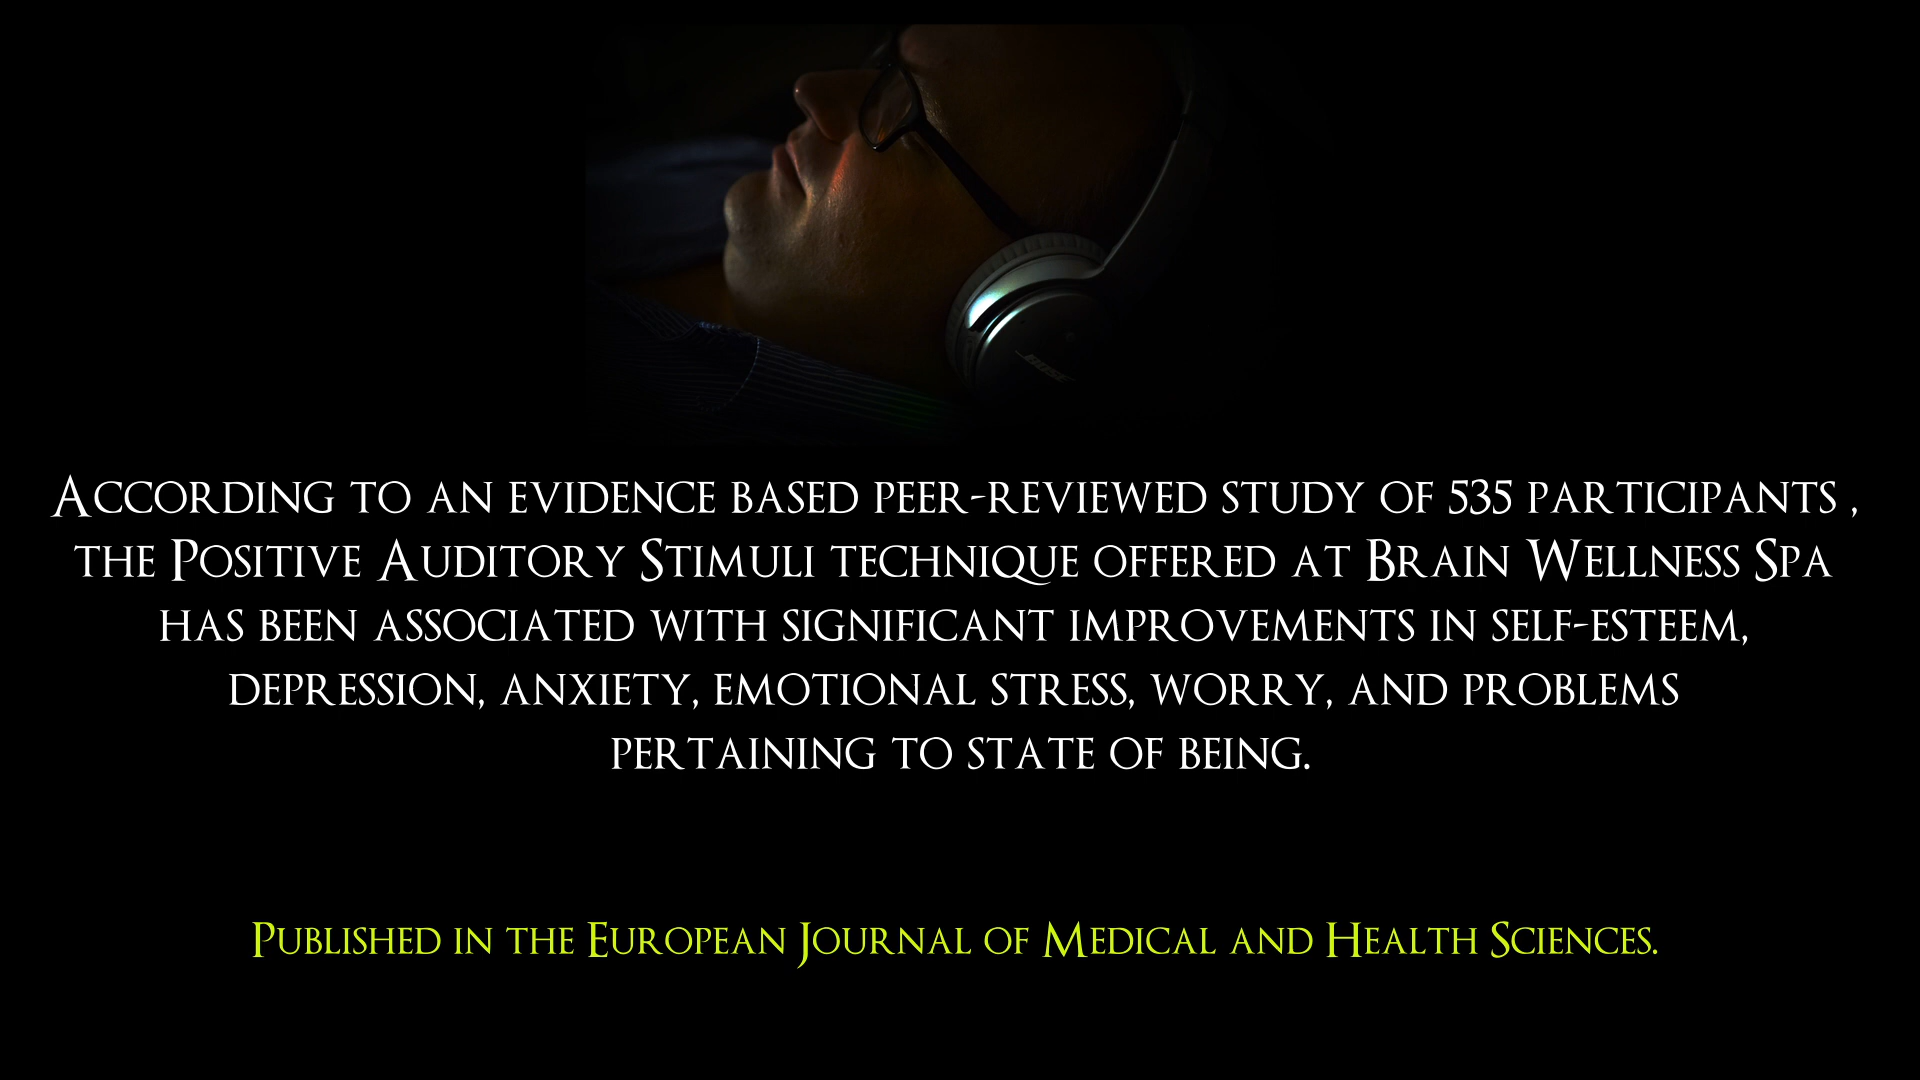 BOSE
According to an evidence based peer-reviewed study of 535 participants ,
the Positive Auditory Stimuli technique offered at Brain Wellness Spa
has been associated with significant improvements in self-esteem,
depression, anxiety, emotional stress, worry, and problems
pertaining to state of being.
Published in the European Journal of Medical and Health Sciences.